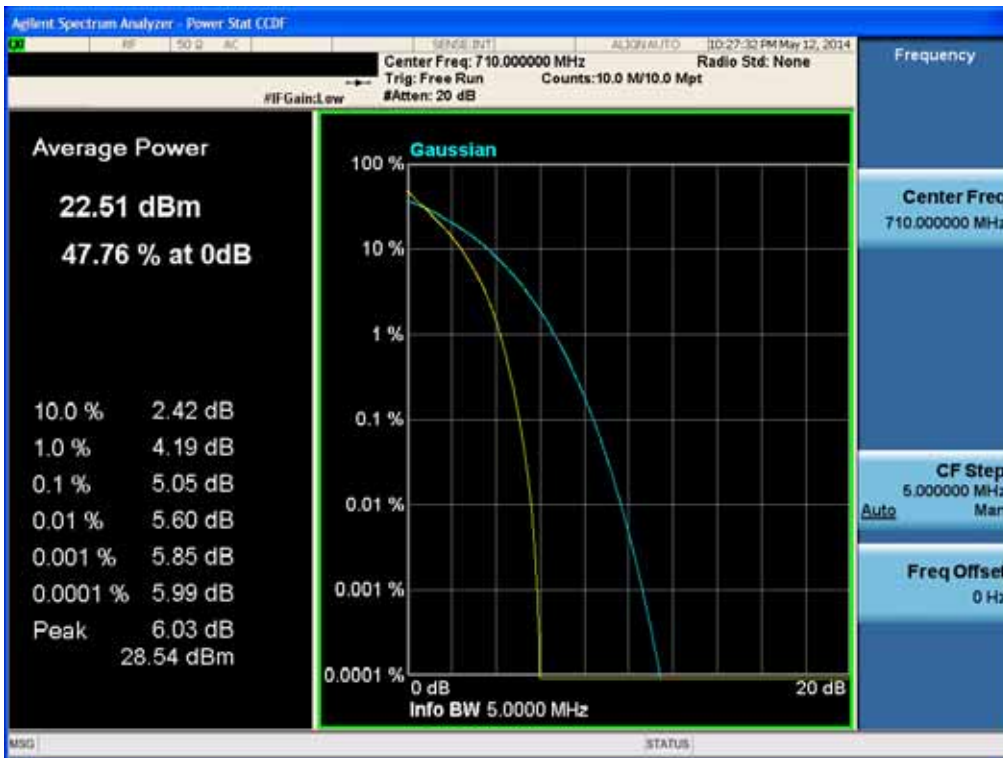 Agilent Spectrum Analyzer - Power Stat CCDF
RF 50 Ω AC SENSE:INT ALIGN AUTO 10:27:32 PM May 12, 2014
Center Freq: 710.000000 MHz Radio Std: None
Trig: Free Run Counts:10.0 M/10.0 Mpt
#IFGain:Low #Atten: 20 dB
Frequency
Average Power
22.51 dBm
47.76 % at 0dB
10.0 % 2.42 dB
1.0 % 4.19 dB
0.1 % 5.05 dB
0.01 % 5.60 dB
0.001 % 5.85 dB
0.0001 % 5.99 dB
Peak 6.03 dB
28.54 dBm
Gaussian
100 %
10 %
1 %
0.1 %
0.01 %
0.001 %
0.0001 %
0 dB 20 dB
Info BW 5.0000 MHz
Center Freq
710.000000 MHz
CF Step
5.000000 MHz
Auto Man
Freq Offset
0 Hz
MSG STATUS